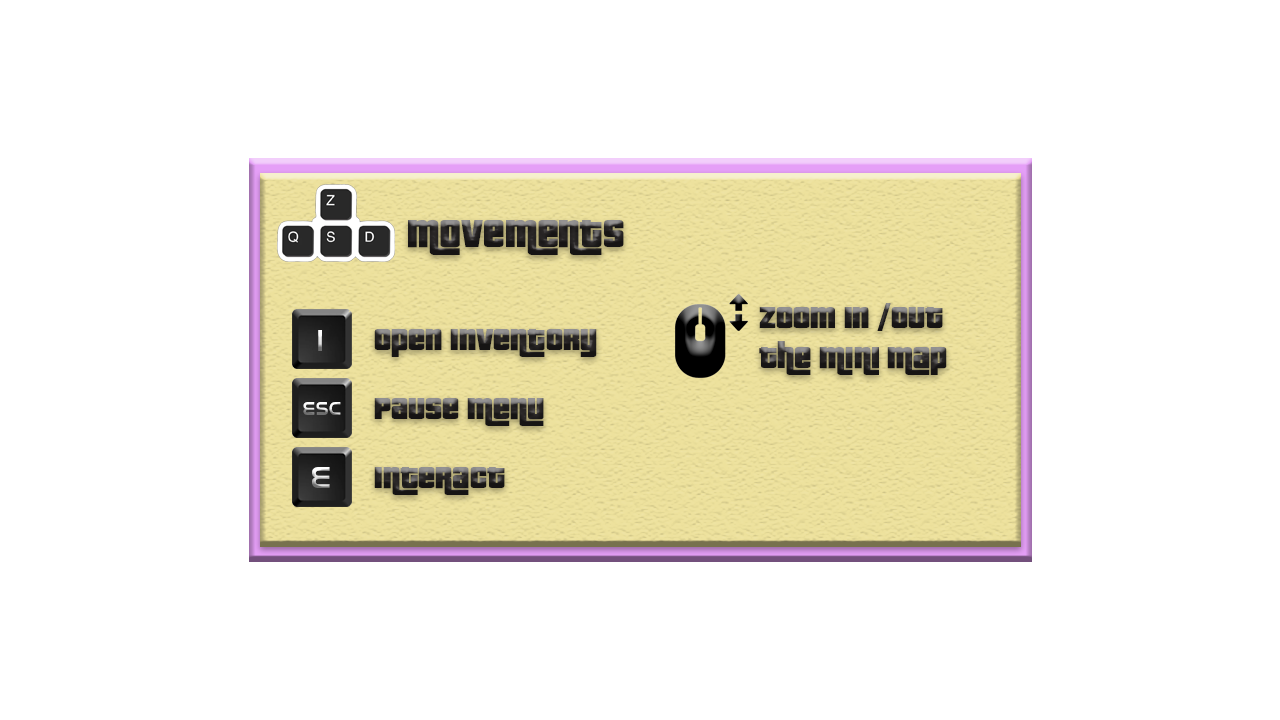 Z
Q S D movements
I open inventory
zoom in /out
the mini map
ESC pause menu
E interact